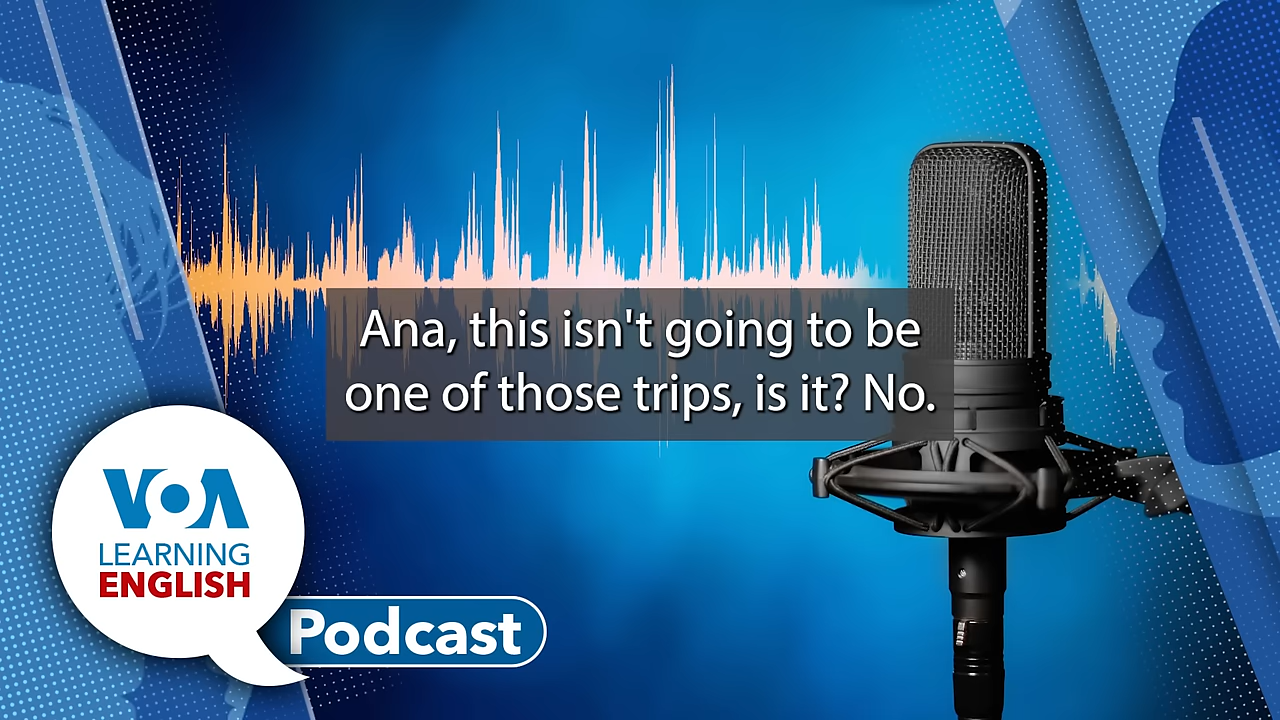 Ana, this isn't going to be
one of those trips, is it? No.
VOA
LEARNING
ENGLISH
Podcast